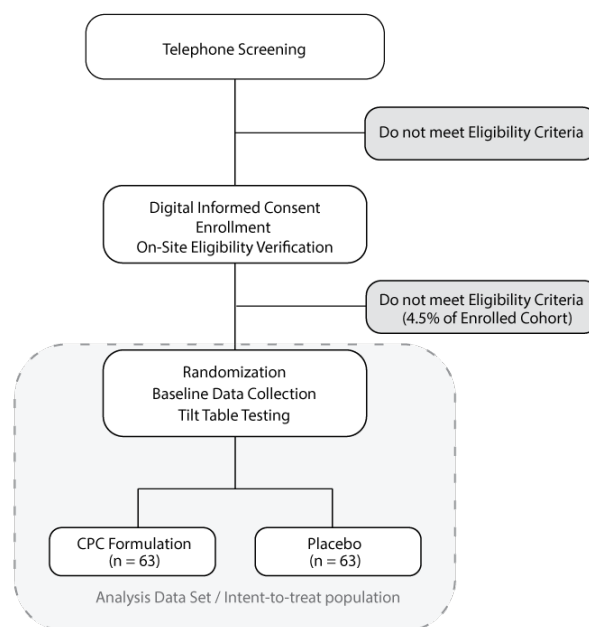 Telephone Screening
Do not meet Eligibility Criteria
Digital Informed Consent
Enrollment
On-Site Eligibility Verification
Do not meet Eligibility Criteria
(4.5% of Enrolled Cohort)
Randomization
Baseline Data Collection
Tilt Table Testing
CPC Formulation
(n = 63)
Placebo
(n = 63)
Analysis Data Set / Intent-to-treat population